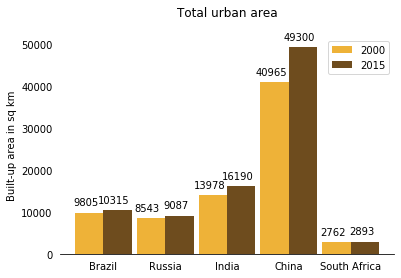 Total urban area
Built-up area in sq km
50000
40000
30000
20000
10000
0
2000
2015
9805
10315
8543
9087
13978
16190
40965
49300
2762
2893
Brazil
Russia
India
China
South Africa